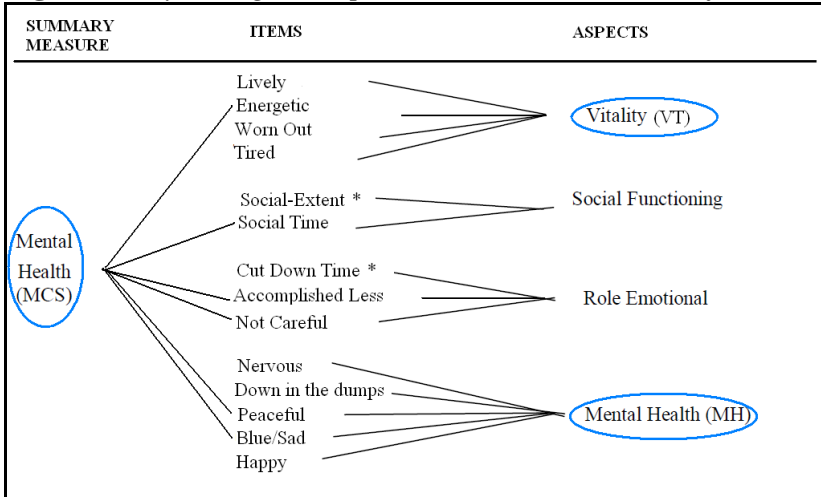 SUMMARY MEASURE
ITEMS
ASPECTS
Mental
Health
(MCS)
Lively
Energetic
Worn Out
Tired
Vitality (VT)
Social-Extent *
Social Time
Social Functioning
Cut Down Time *
Accomplished Less
Not Careful
Role Emotional
Nervous
Down in the dumps
Peaceful
Blue/Sad
Happy
Mental Health (MH)